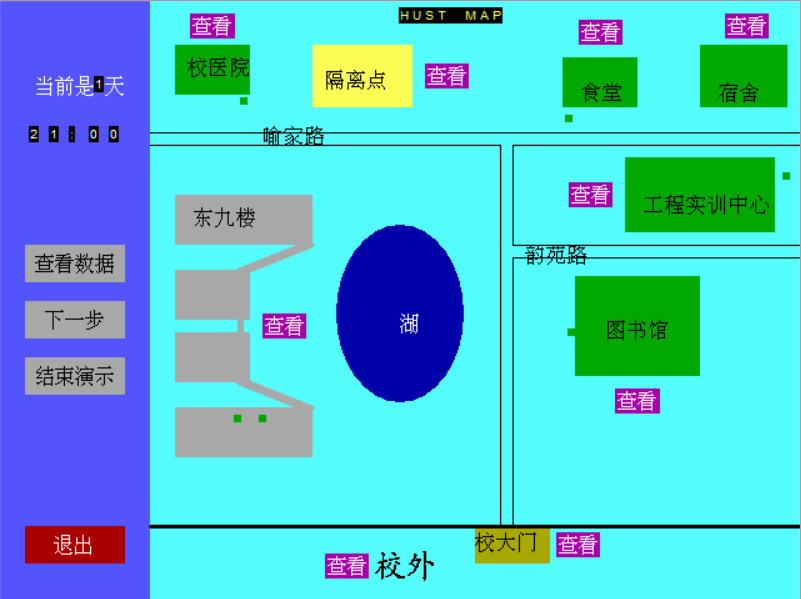 HUST MAP
查看
查看
查看
校医院
隔离点
查看
食堂
宿舍
当前是1天
21:00
喻家路
查看
工程实训中心
东九楼
韵苑路
查看数据
下一步
结束演示
查看
湖
图书馆
查看
退出
查看
校外
校大门
查看